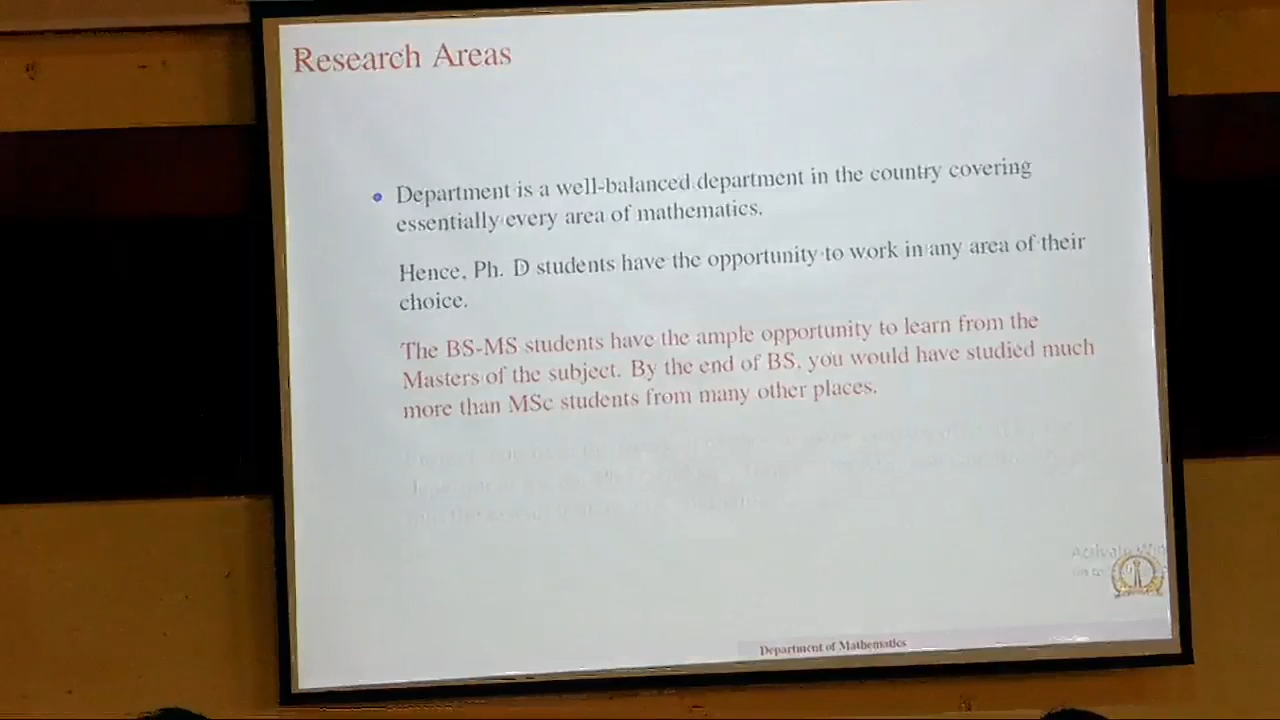 Research Areas
Department is a well-balanced department in the country covering
essentially every area of mathematics.
Hence, Ph. D students have the opportunity to work in any area of their
choice.
The BS-MS students have the ample opportunity to learn from the
Masters of the subject. By the end of BS, you would have studied much
more than MSc students from many other places.
Activate
Department of Mathematics